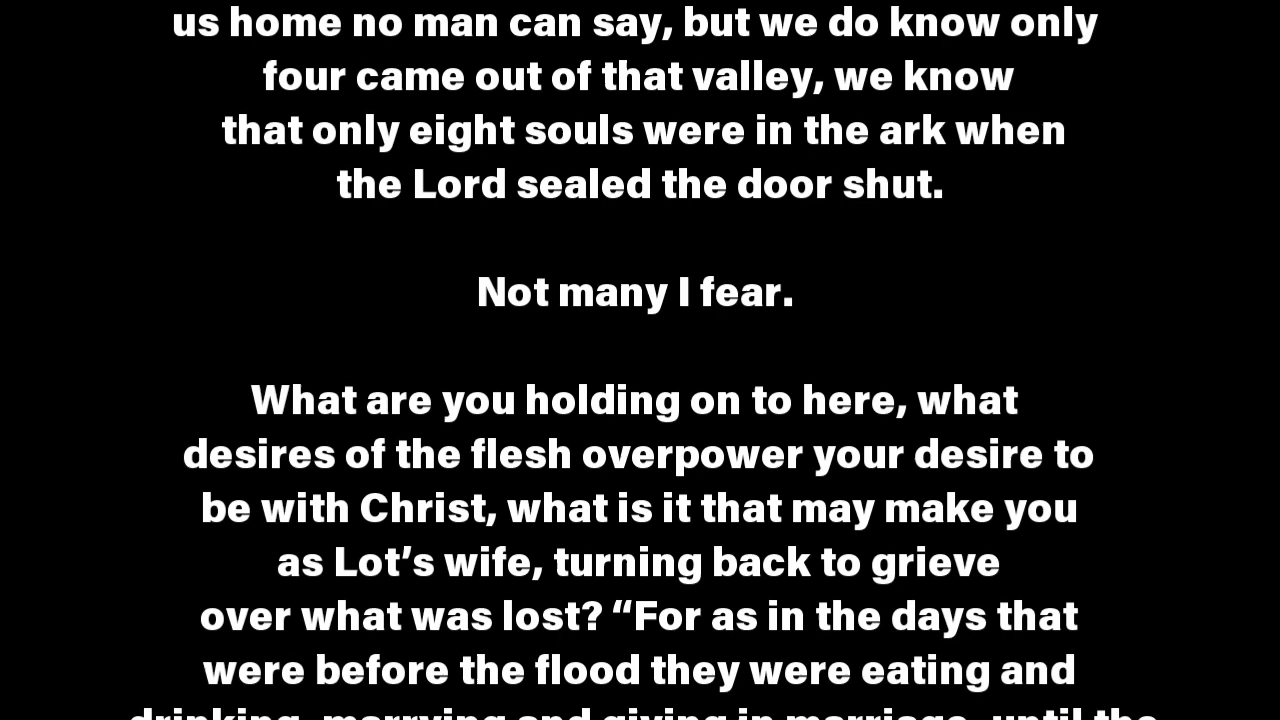 us home no man can say, but we do know only
four came out of that valley, we know
that only eight souls were in the ark when
the Lord sealed the door shut.
Not many I fear.
What are you holding on to here, what
desires of the flesh overpower your desire to
be with Christ, what is it that may make you
as Lot’s wife, turning back to grieve
over what was lost? “For as in the days that
were before the flood they were eating and
drinking, marrying and giving in marriage, until the